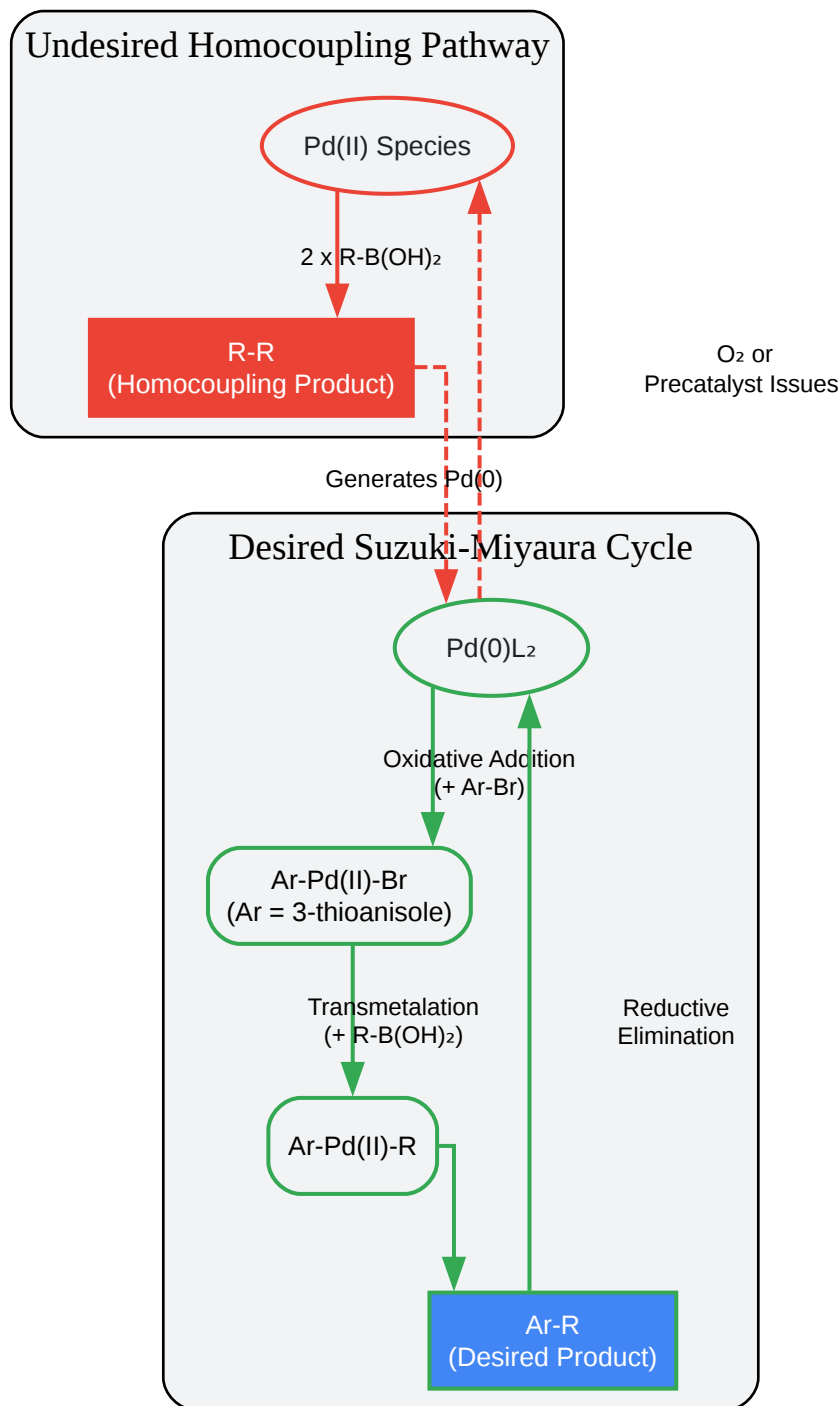 Undesired Homocoupling Pathway
Pd(II) Species
2 x R-B(OH)₂
R-R
(Homocoupling Product)
O₂ or
Precatalyst Issues
Generates Pd(0)
Desired Suzuki-Miyaura Cycle
Pd(0)L₂
Oxidative Addition
(+ Ar-Br)
Ar-Pd(II)-Br
(Ar = 3-thioanisole)
Transmetalation
(+ R-B(OH)₂)
Reductive
Elimination
Ar-Pd(II)-R
Ar-R
(Desired Product)